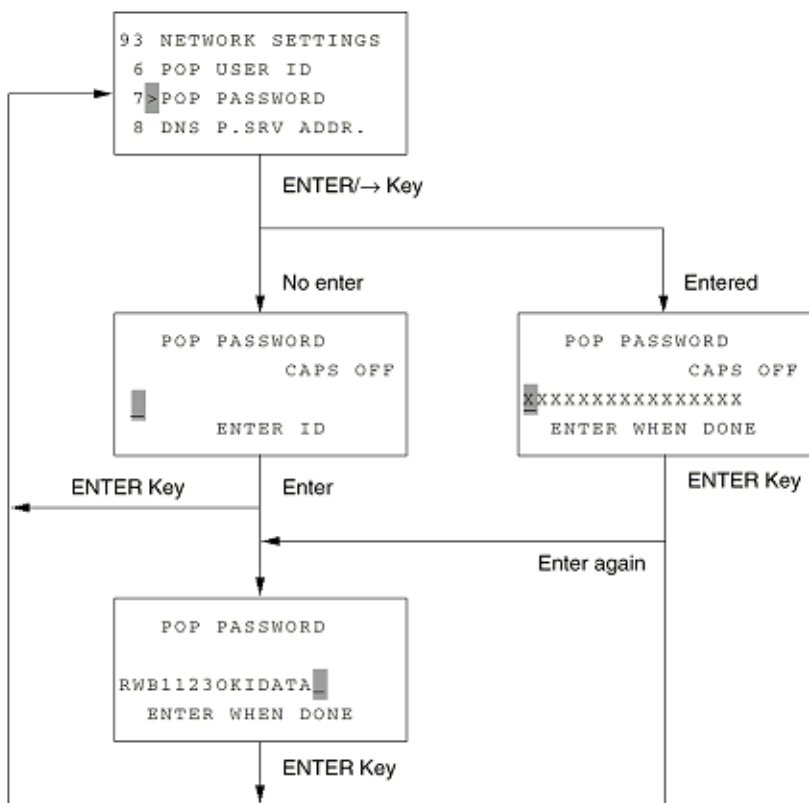 93 NETWORK SETTINGS
6 POP USER ID
7>POP PASSWORD
8 DNS P.SRV ADDR.
ENTER/→ Key
No enter
Entered
POP PASSWORD
CAPS OFF
_
ENTER ID
POP PASSWORD
CAPS OFF
XXXXXXXXXXXXXXXX
ENTER WHEN DONE
ENTER Key
Enter
ENTER Key
Enter again
POP PASSWORD
RWB1123OKIDATA_
ENTER WHEN DONE
ENTER Key